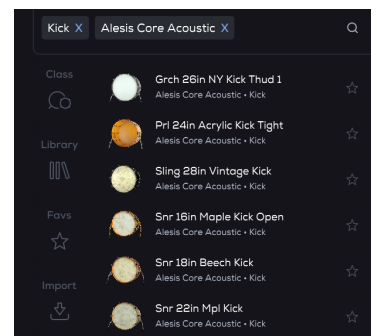 Kick X Alesis Core Acoustic X
Class
Grch 26in NY Kick Thud 1
Alesis Core Acoustic • Kick
Prl 24in Acrylic Kick Tight
Alesis Core Acoustic • Kick
Library
Sling 28in Vintage Kick
Alesis Core Acoustic • Kick
Favs
Snr 16in Maple Kick Open
Alesis Core Acoustic • Kick
Snr 18in Beech Kick
Alesis Core Acoustic • Kick
Import
Snr 22in Mpl Kick
Alesis Core Acoustic • Kick